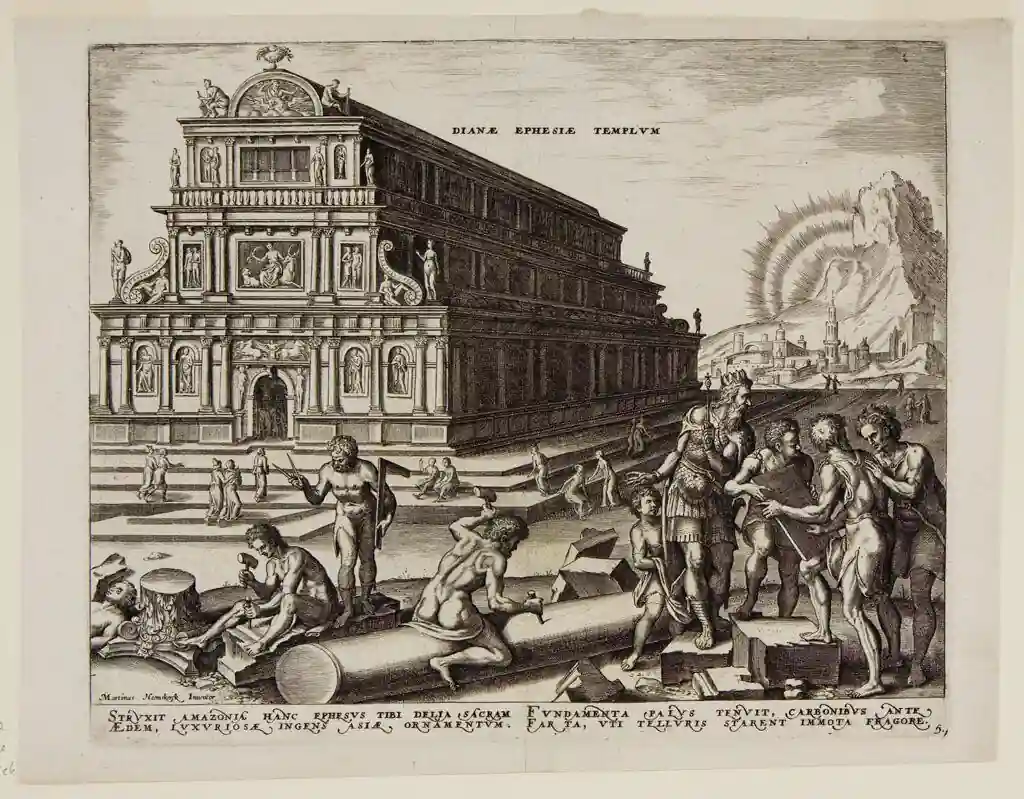 DIANÆ EPHESIÆ TEMPLVM
Martinus Hemskerk Inventor
STRVXIT AMAZONIA HANC EPHESVS TIBI DELIA SACRAM
ÆDEM, LVXVRIOSÆ INGENS ASIÆ ORNAMENTVM.
FVNDAMENTA PALVS TENVIT, CARBONIBVS ANTE
FARTA, VTI TELLVRIS STARENT IMMOTA FRAGORE.
5.